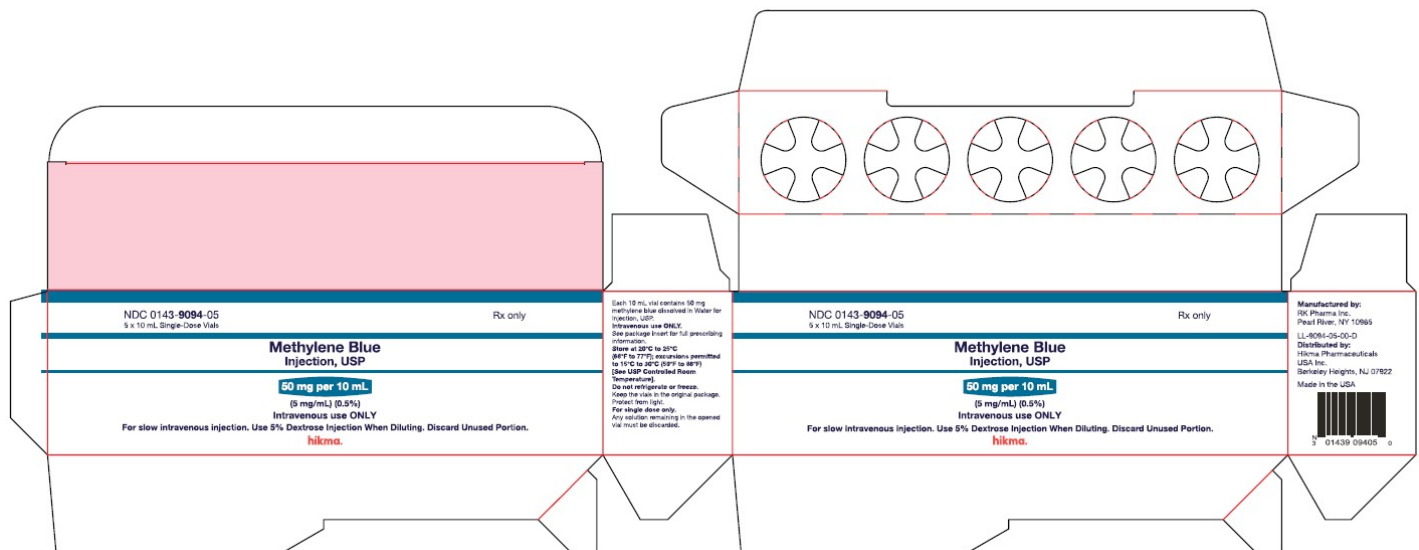 NDC 0143-9094-05
5 x 10 mL Single-Dose Vials
Rx only
Methylene Blue
Injection, USP
50 mg per 10 mL
(5 mg/mL) (0.5%)
Intravenous use ONLY
For slow intravenous injection. Use 5% Dextrose Injection When Diluting. Discard Unused Portion.
hikma.
Each 10 mL vial contains 50 mg
methylene blue dissolved in Water for
Injection, USP.
Intravenous use ONLY.
See package insert for full prescribing
information.
Store at 20°C to 25°C
(68°F to 77°F); excursions permitted
to 15°C to 30°C (59°F to 86°F)
[See USP Controlled Room
Temperature].
Do not refrigerate or freeze.
Keep the vials in the original package.
Protect from light.
For single dose only.
Any solution remaining in the opened
vial must be discarded.
NDC 0143-9094-05
5 x 10 mL Single-Dose Vials
Rx only
Methylene Blue
Injection, USP
50 mg per 10 mL
(5 mg/mL) (0.5%)
Intravenous use ONLY
For slow intravenous injection. Use 5% Dextrose Injection When Diluting. Discard Unused Portion.
hikma.
Manufactured by:
RK Pharma Inc.
Pearl River, NY 10965
LL-9094-05-00-D
Distributed by:
Hikma Pharmaceuticals
USA Inc.
Berkeley Heights, NJ 07922
Made in the USA
N
3 01439 09405 0